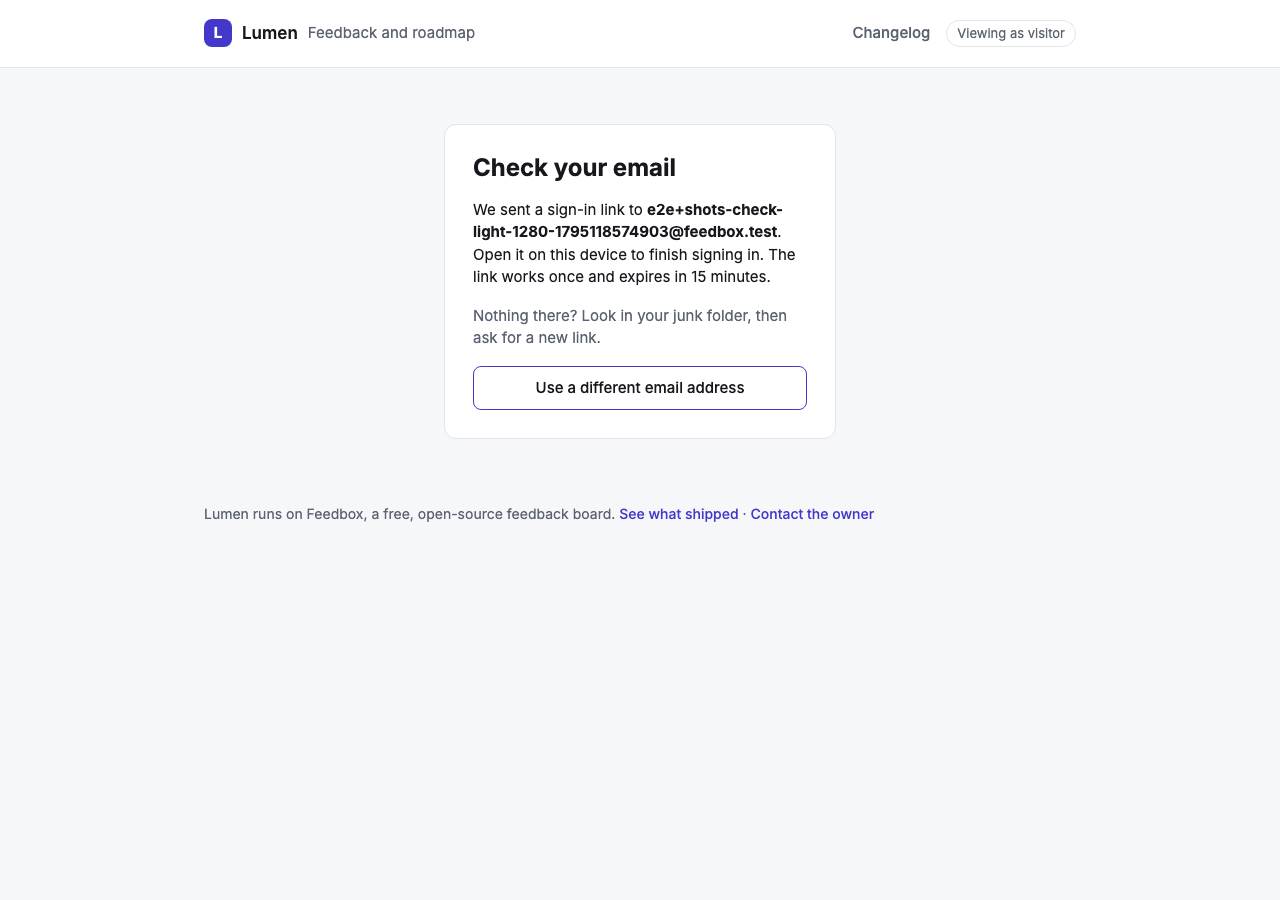 L Lumen Feedback and roadmap Changelog Viewing as visitor
Check your email
We sent a sign-in link to e2e+shots-check-
light-1280-1795118574903@feedbox.test.
Open it on this device to finish signing in. The
link works once and expires in 15 minutes.
Nothing there? Look in your junk folder, then
ask for a new link.
Use a different email address
Lumen runs on Feedbox, a free, open-source feedback board. See what shipped · Contact the owner